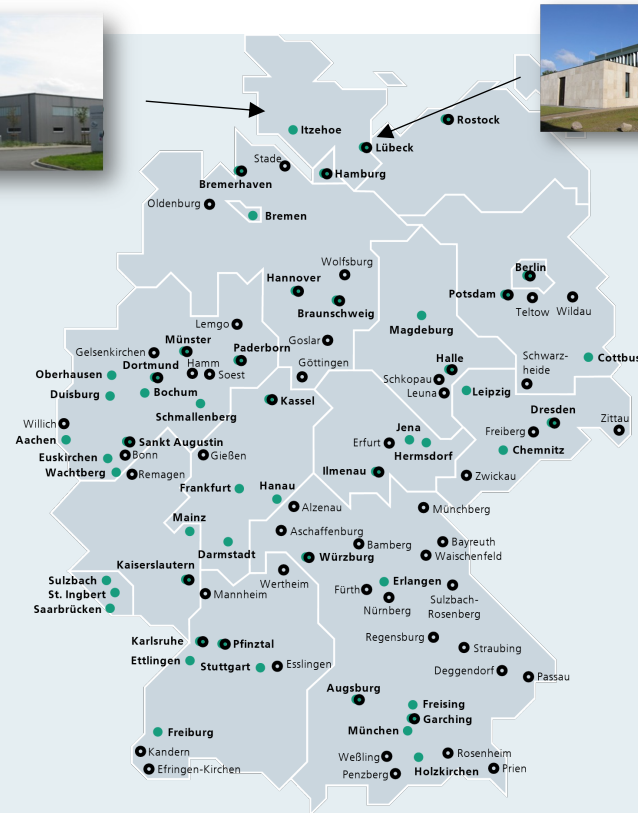 Itzehoe
Rostock
Lübeck
Stade
Hamburg
Bremerhaven
Oldenburg
Bremen
Wolfsburg
Berlin
Hannover
Potsdam
Braunschweig
Teltow
Wildau
Lemgo
Magdeburg
Münster
Goslar
Gelsenkirchen
Paderborn
Schwarz-
heide
Cottbus
Dortmund
Hamm
Göttingen
Halle
Oberhausen
Soest
Schkopau
Duisburg
Bochum
Leuna
Leipzig
Kassel
Schmallenberg
Dresden
Zittau
Willich
Jena
Freiberg
Aachen
Sankt Augustin
Erfurt
Hermsdorf
Chemnitz
Euskirchen
Bonn
Gießen
Wachtberg
Remagen
Ilmenau
Zwickau
Frankfurt
Hanau
Alzenau
Münchberg
Mainz
Aschaffenburg
Bamberg
Bayreuth
Darmstadt
Würzburg
Waischenfeld
Kaiserslautern
Wertheim
Sulzbach
Erlangen
St. Ingbert
Mannheim
Fürth
Nürnberg
Sulzbach-
Rosenberg
Saarbrücken
Karlsruhe
Pfinztal
Regensburg
Straubing
Ettlingen
Stuttgart
Esslingen
Deggendorf
Passau
Augsburg
Freising
Garching
Freiburg
München
Kandern
Weßling
Rosenheim
Efringen-Kirchen
Penzberg
Holzkirchen
Prien